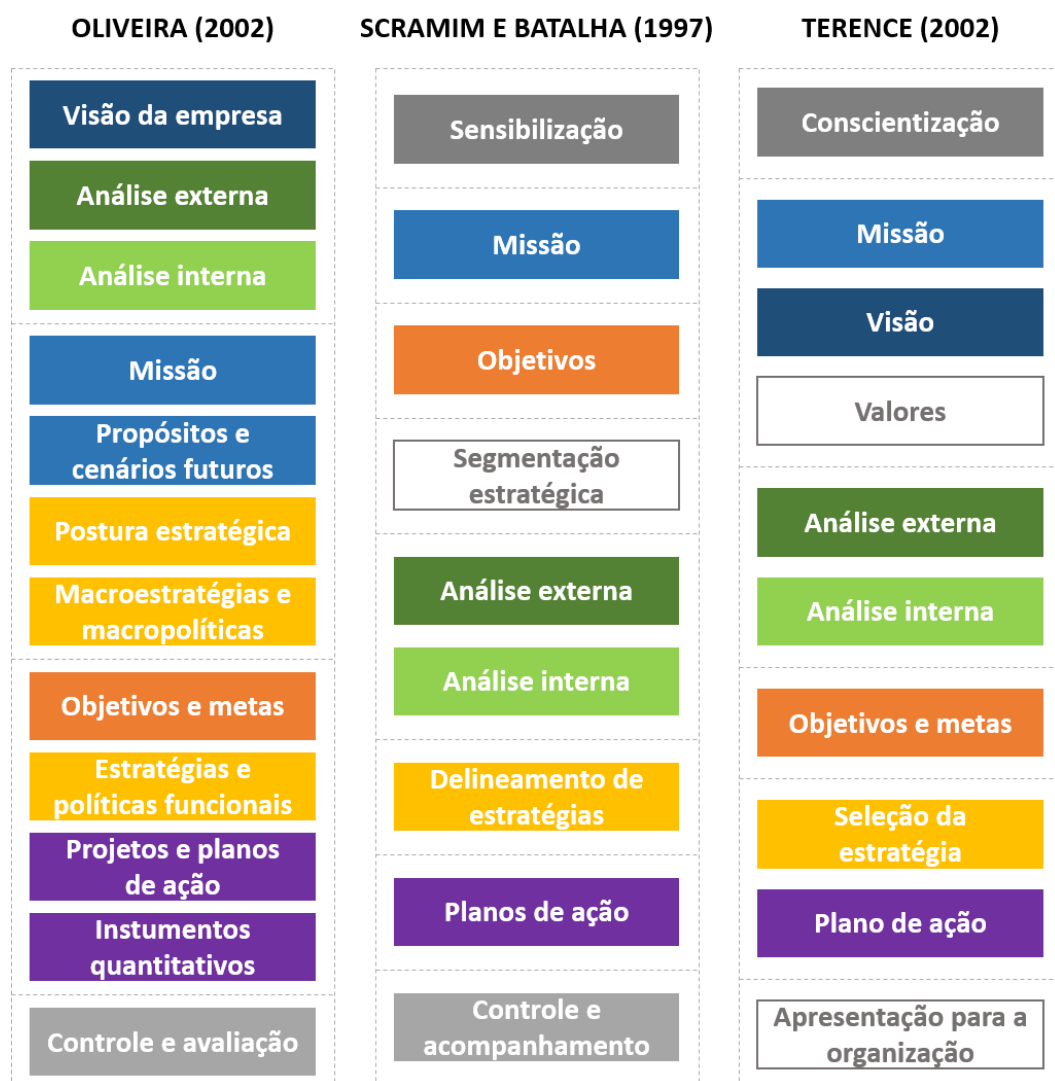 OLIVEIRA (2002)
Visão da empresa
Análise externa
Análise interna
Missão
Propósitos e
cenários futuros
Postura estratégica
Macroestratégias e
macropolíticas
Objetivos e metas
Estratégias e
políticas funcionais
Projetos e planos
de ação
Instumentos
quantitativos
Controle e avaliação
SCRAMIM E BATALHA (1997)
Sensibilização
Missão
Objetivos
Segmentação
estratégica
Análise externa
Análise interna
Delineamento de
estratégias
Planos de ação
Controle e
acompanhamento
TERENCE (2002)
Conscientização
Missão
Visão
Valores
Análise externa
Análise interna
Objetivos e metas
Seleção da
estratégia
Plano de ação
Apresentação para a
organização